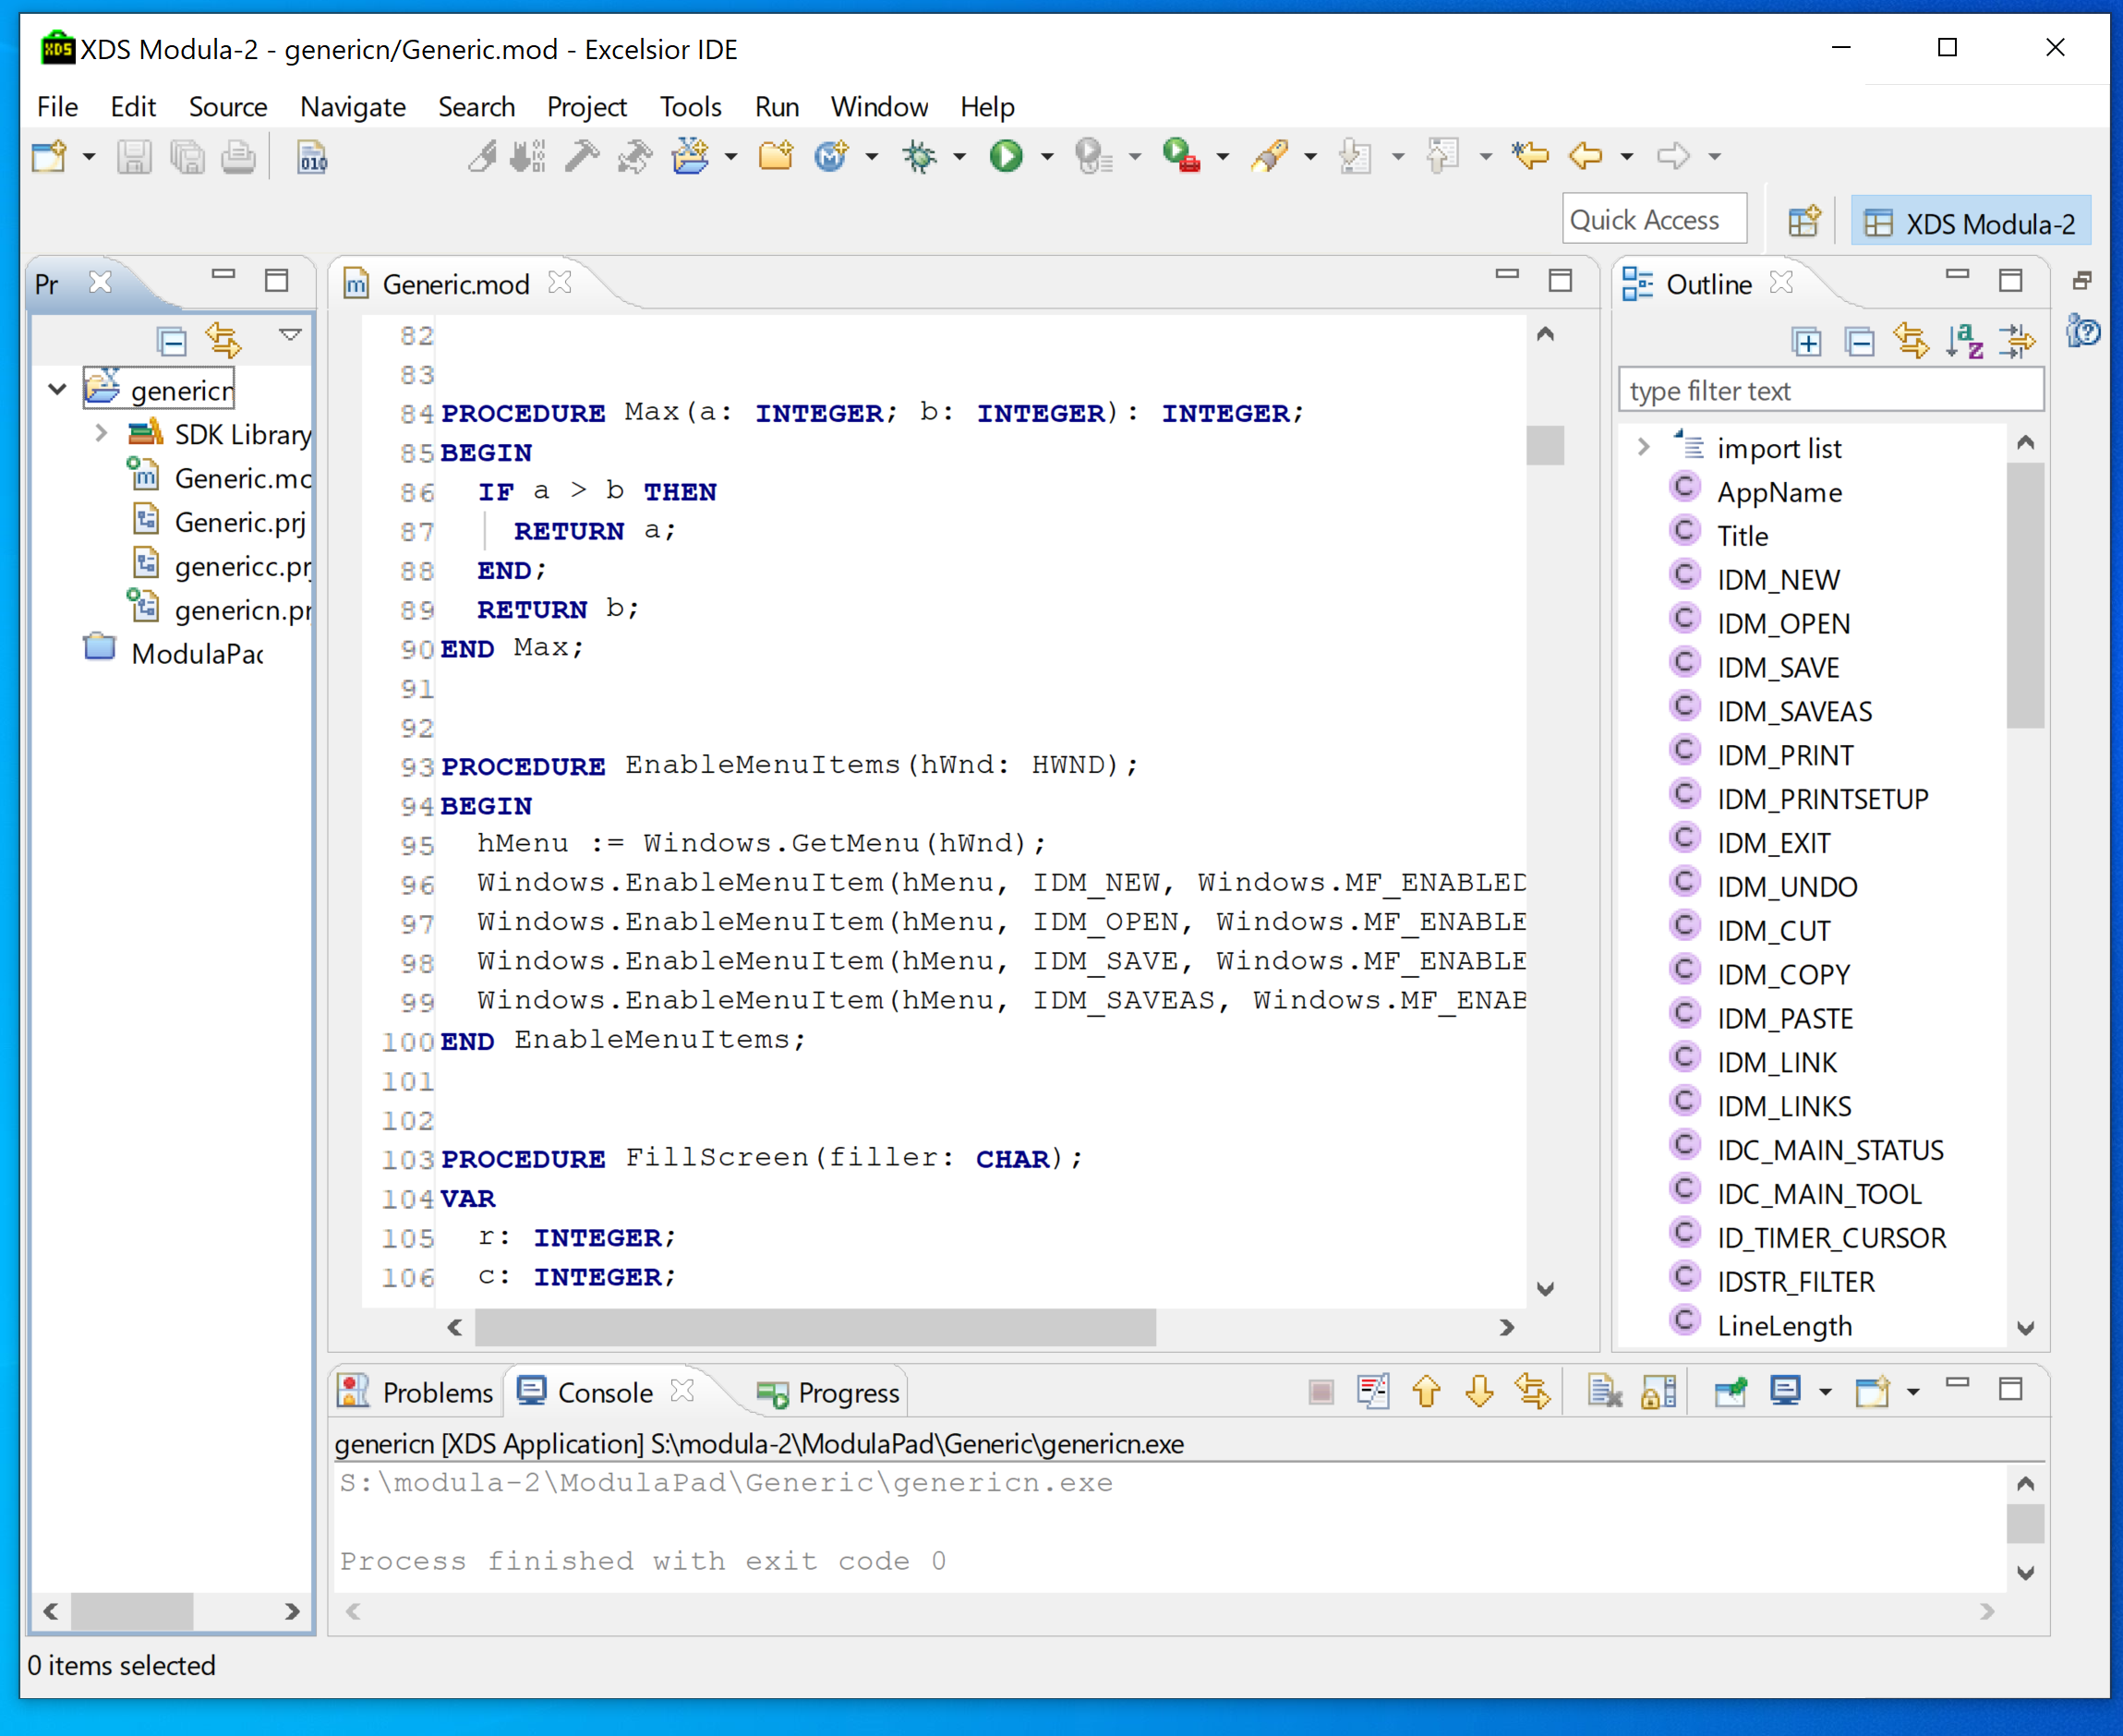 XDS Modula-2 - genericn/Generic.mod - Excelsior IDE
File Edit Source Navigate Search Project Tools Run Window Help
Quick Access
XDS Modula-2
Pr
genericn
SDK Library
Generic.mo
Generic.prj
genericc.pr
genericn.pr
ModulaPad
Generic.mod
82
83
84 PROCEDURE Max(a: INTEGER; b: INTEGER): INTEGER;
85 BEGIN
86 IF a > b THEN
87 RETURN a;
88 END;
89 RETURN b;
90 END Max;
91
92
93 PROCEDURE EnableMenuItems(hWnd: HWND);
94 BEGIN
95 hMenu := Windows.GetMenu(hWnd);
96 Windows.EnableMenuItem(hMenu, IDM_NEW, Windows.MF_ENABLED
97 Windows.EnableMenuItem(hMenu, IDM_OPEN, Windows.MF_ENABLE
98 Windows.EnableMenuItem(hMenu, IDM_SAVE, Windows.MF_ENABLE
99 Windows.EnableMenuItem(hMenu, IDM_SAVEAS, Windows.MF_ENAB
100 END EnableMenuItems;
101
102
103 PROCEDURE FillScreen(filler: CHAR);
104 VAR
105 r: INTEGER;
106 c: INTEGER;
Outline
type filter text
import list
AppName
Title
IDM_NEW
IDM_OPEN
IDM_SAVE
IDM_SAVEAS
IDM_PRINT
IDM_PRINTSETUP
IDM_EXIT
IDM_UNDO
IDM_CUT
IDM_COPY
IDM_PASTE
IDM_LINK
IDM_LINKS
IDC_MAIN_STATUS
IDC_MAIN_TOOL
ID_TIMER_CURSOR
IDSTR_FILTER
LineLength
Problems Console Progress
genericn [XDS Application] S:\modula-2\ModulaPad\Generic\genericn.exe
S:\modula-2\ModulaPad\Generic\genericn.exe
Process finished with exit code 0
0 items selected